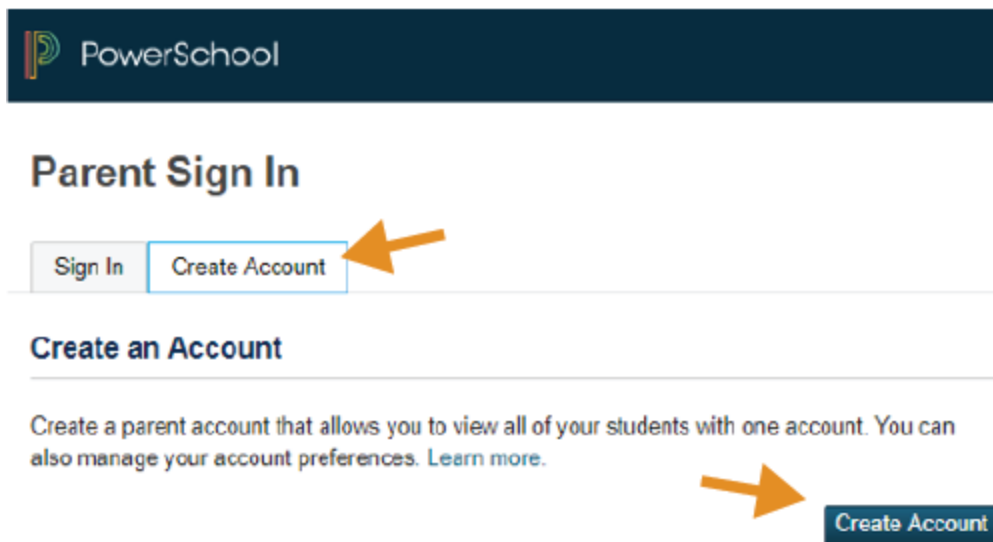 PowerSchool
Parent Sign In
Sign In
Create Account
Create an Account
Create a parent account that allows you to view all of your students with one account. You can
also manage your account preferences. Learn more.
Create Account